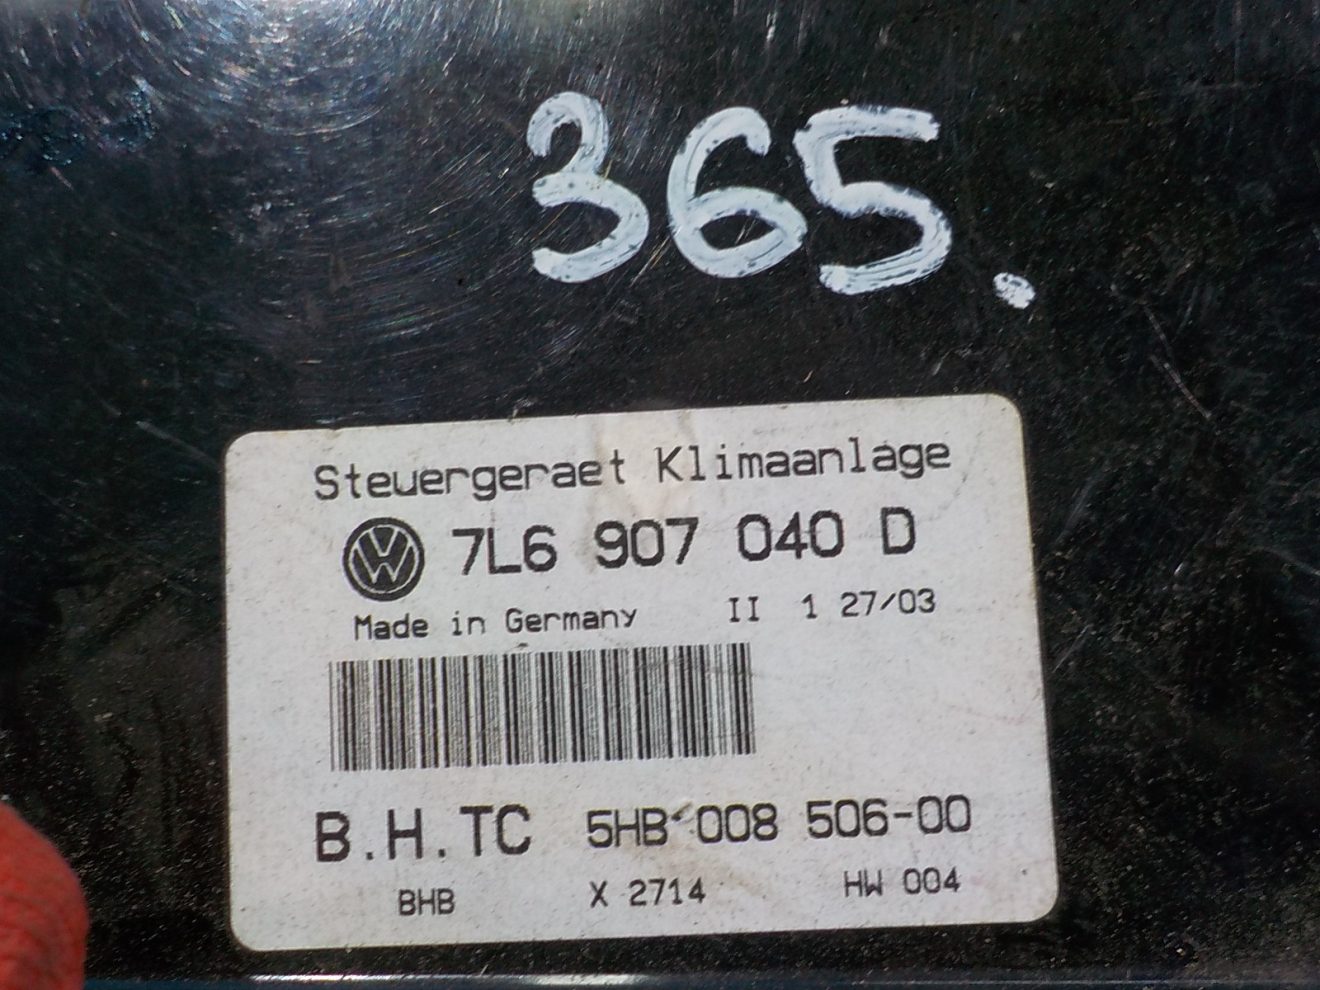 365.
Steuergeraet Klimaanlage
7L6 907 040 D
Made in Germany II 1 27/03
B.H.TC 5HB 008 506-00
BHB X 2714 HW 004